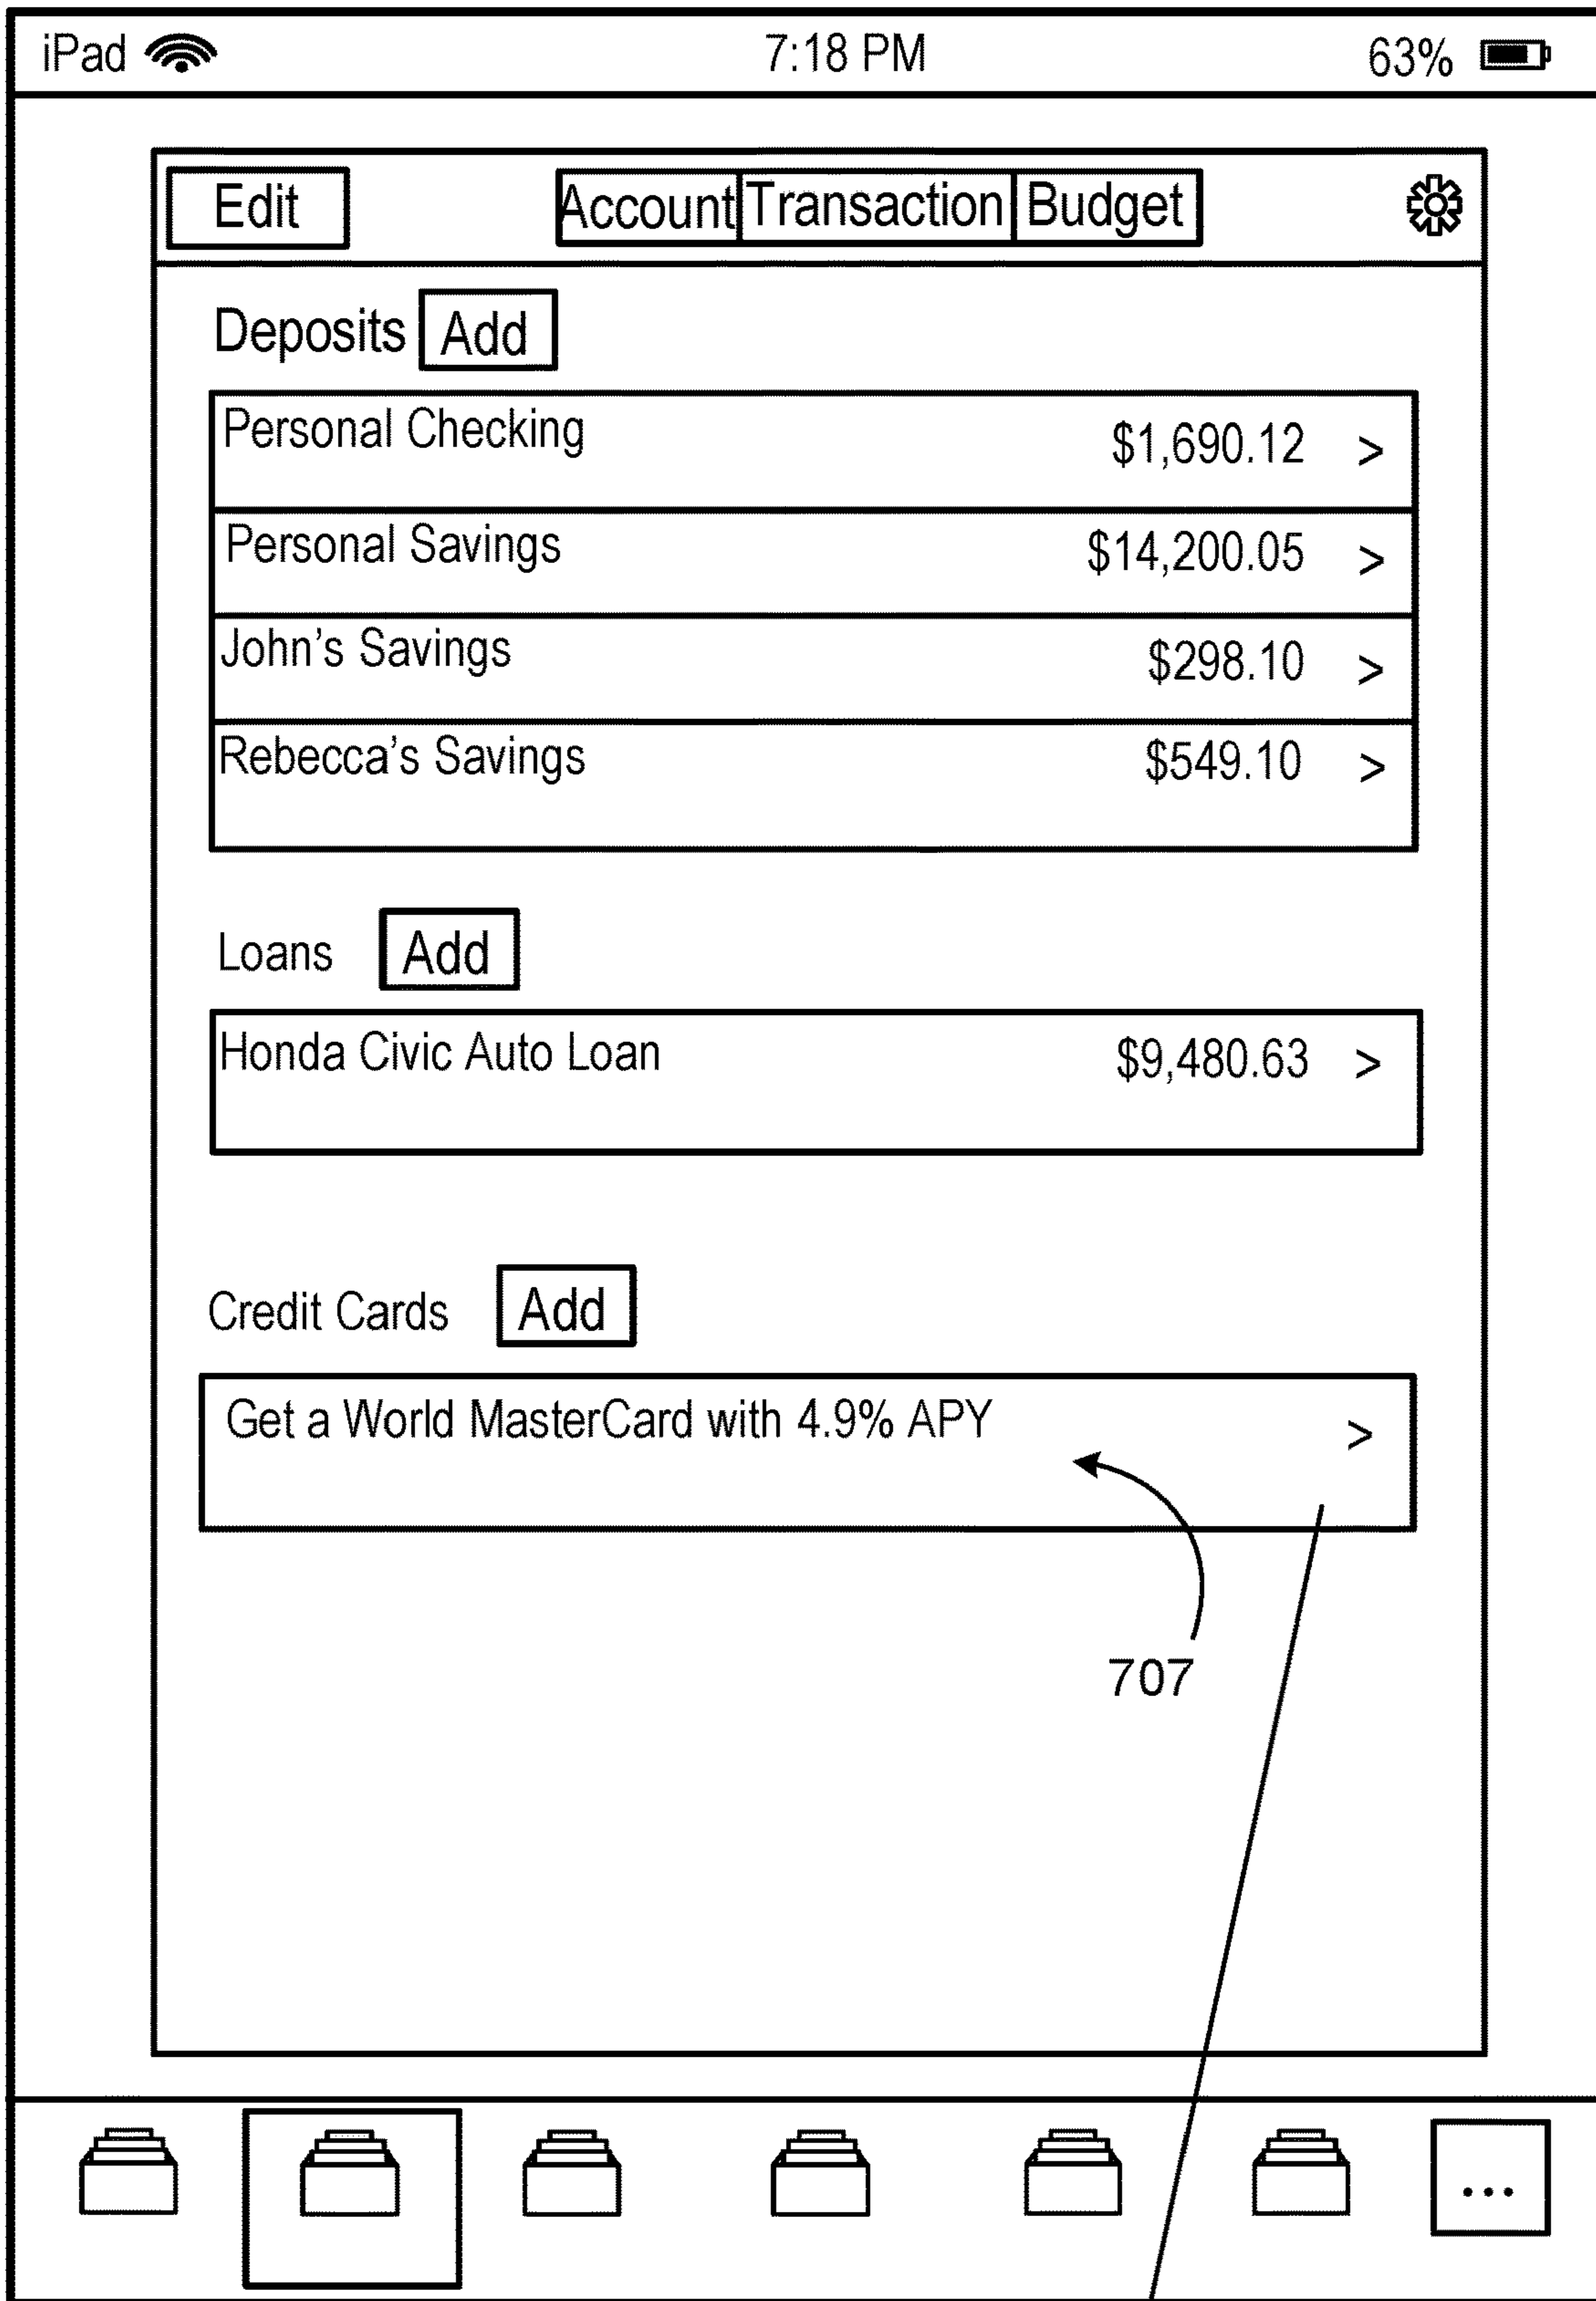 iPad 7:18 PM 63%
Edit Account Transaction Budget
Deposits Add
Personal Checking $1,690.12 >
Personal Savings $14,200.05 >
John's Savings $298.10 >
Rebecca's Savings $549.10 >
Loans Add
Honda Civic Auto Loan $9,480.63 >
Credit Cards Add
Get a World MasterCard with 4.9% APY >
707
...